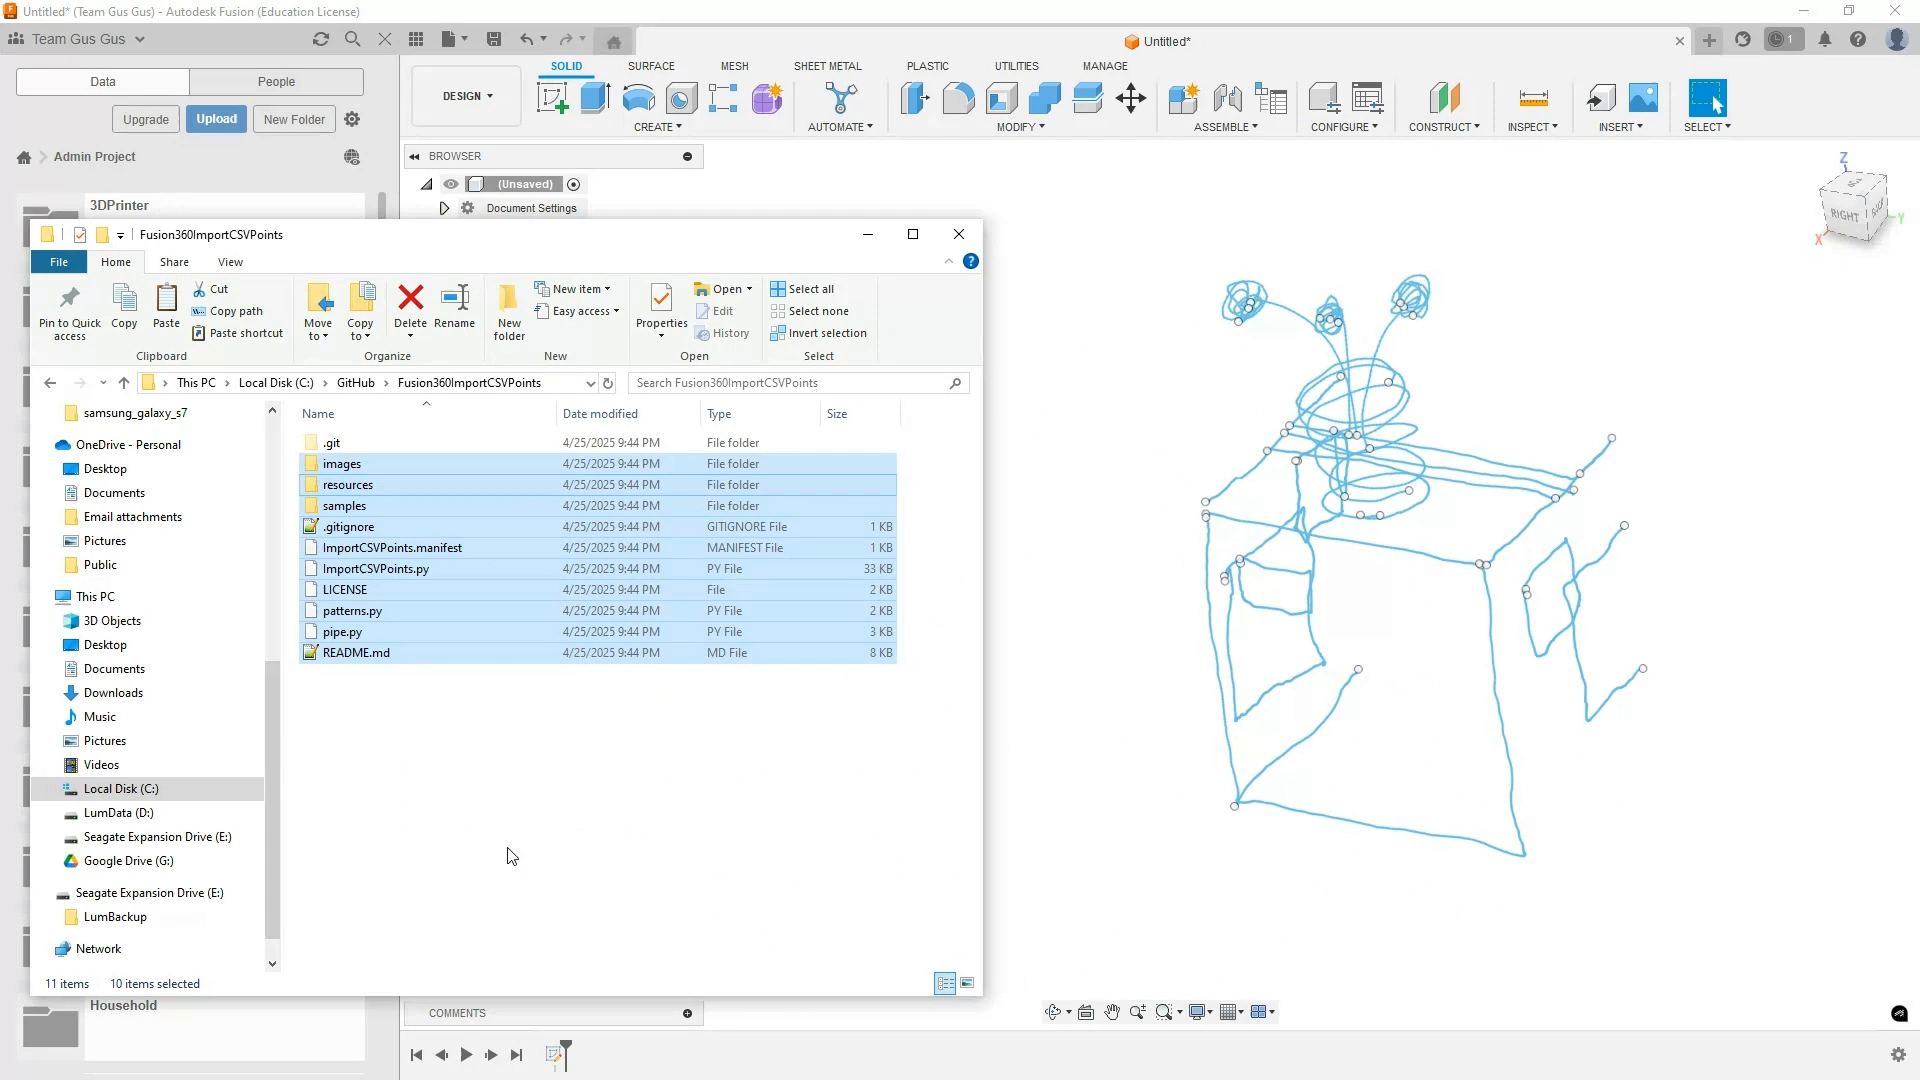 Untitled* (Team Gus Gus) - Autodesk Fusion (Education License)
Team Gus Gus
Untitled*
1
Data
People
Upgrade
Upload
New Folder
Admin Project
3DPrinter
Household
DESIGN
SOLID
SURFACE
MESH
SHEET METAL
PLASTIC
UTILITIES
MANAGE
CREATE
AUTOMATE
MODIFY
ASSEMBLE
CONFIGURE
CONSTRUCT
INSPECT
INSERT
SELECT
BROWSER
(Unsaved)
Document Settings
Z
TOP
RIGHT
BACK
Y
X
Fusion360ImportCSVPoints
File
Home
Share
View
Pin to Quick access
Copy
Paste
Cut
Copy path
Paste shortcut
Clipboard
Move to
Copy to
Delete
Rename
Organize
New folder
New item
Easy access
New
Properties
Open
Edit
History
Open
Select all
Select none
Invert selection
Select
This PC > Local Disk (C:) > GitHub > Fusion360ImportCSVPoints
Search Fusion360ImportCSVPoints
samsung_galaxy_s7
OneDrive - Personal
Desktop
Documents
Email attachments
Pictures
Public
This PC
3D Objects
Desktop
Documents
Downloads
Music
Pictures
Videos
Local Disk (C:)
LumData (D:)
Seagate Expansion Drive (E:)
Google Drive (G:)
Seagate Expansion Drive (E:)
LumBackup
Network
Name Date modified Type Size
.git 4/25/2025 9:44 PM File folder
images 4/25/2025 9:44 PM File folder
resources 4/25/2025 9:44 PM File folder
samples 4/25/2025 9:44 PM File folder
.gitignore 4/25/2025 9:44 PM GITIGNORE File 1 KB
ImportCSVPoints.manifest 4/25/2025 9:44 PM MANIFEST File 1 KB
ImportCSVPoints.py 4/25/2025 9:44 PM PY File 33 KB
LICENSE 4/25/2025 9:44 PM File 2 KB
patterns.py 4/25/2025 9:44 PM PY File 2 KB
pipe.py 4/25/2025 9:44 PM PY File 3 KB
README.md 4/25/2025 9:44 PM MD File 8 KB
11 items 10 items selected
COMMENTS